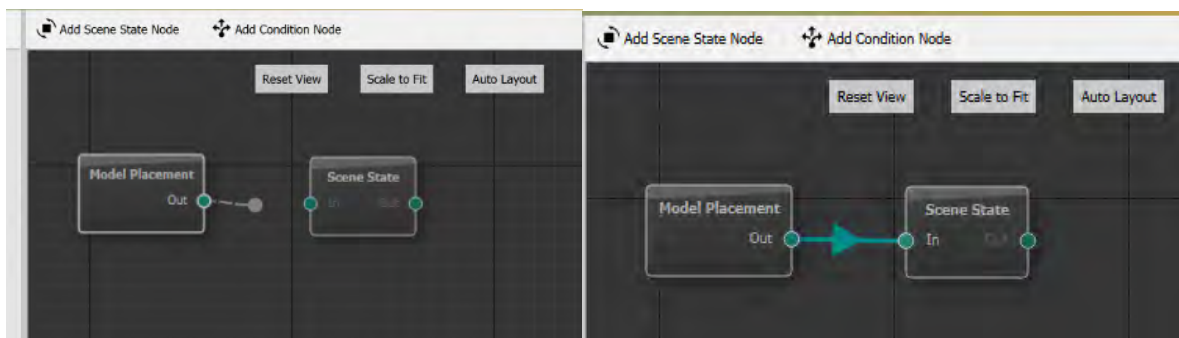 Add Scene State Node Add Condition Node
Reset View Scale to Fit Auto Layout
Model Placement Scene State
Out In Out
Add Scene State Node Add Condition Node
Reset View Scale to Fit Auto Layout
Model Placement Scene State
Out In Out